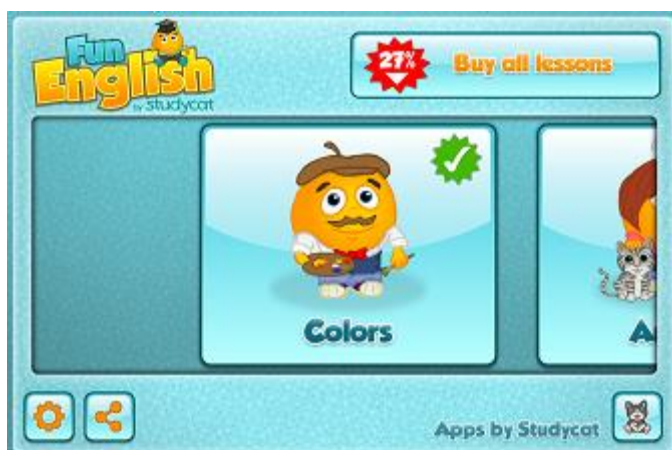 Fun
English
by studycat
27%
Buy all lessons
Colors
A
Apps by Studycat